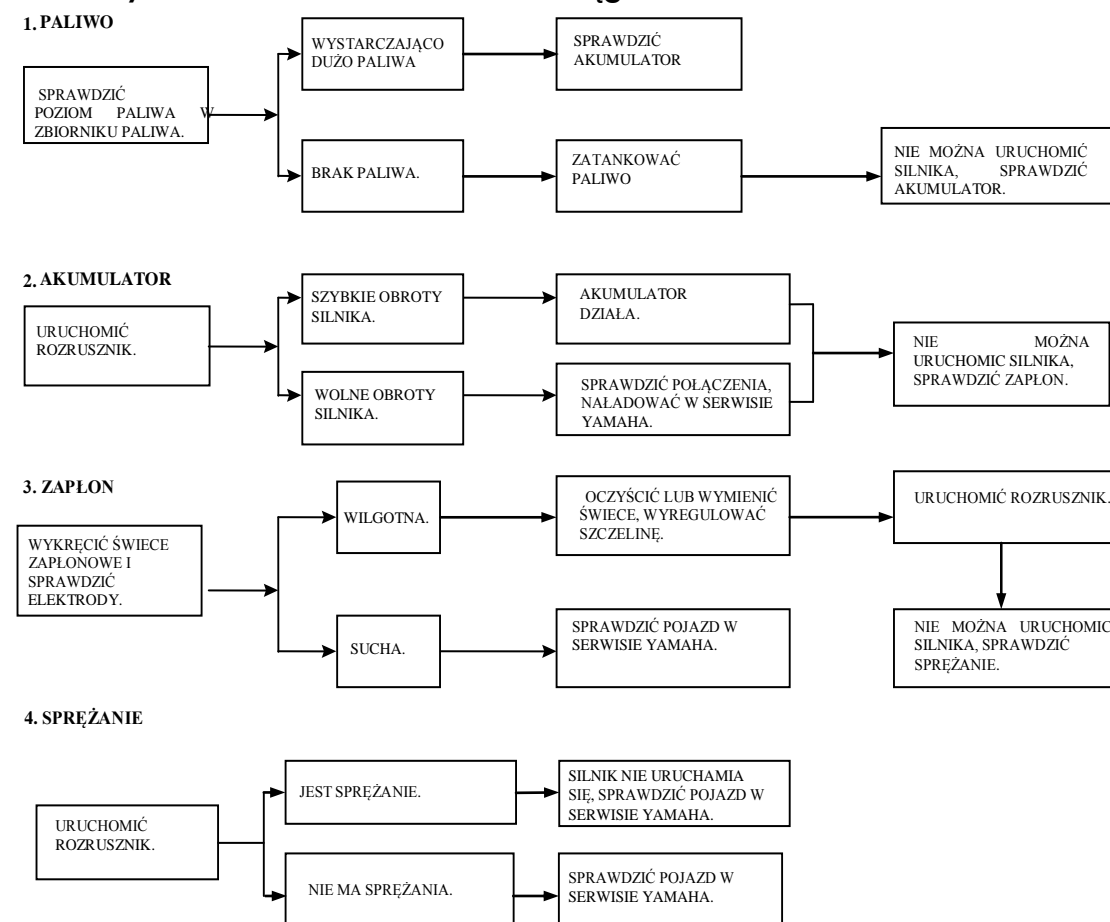 1. PALIWO
SPRAWDZIĆ
POZIOM PALIWA W
ZBIORNIKU PALIWA.
WYSTARCZAJĄCO
DUŻO PALIWA
SPRAWDZIĆ
AKUMULATOR
BRAK PALIWA.
ZATANKOWAĆ
PALIWO
NIE MOŻNA URUCHOMIĆ
SILNIKA, SPRAWDZIĆ
AKUMULATOR.
2. AKUMULATOR
URUCHOMIĆ
ROZRUSZNIK.
SZYBKIE OBROTY
SILNIKA.
AKUMULATOR
DZIAŁA.
WOLNE OBROTY
SILNIKA.
SPRAWDZIĆ POŁĄCZENIA,
NAŁADOWAĆ W SERWISIE
YAMAHA.
NIE MOŻNA
URUCHOMIC SILNIKA,
SPRAWDZIĆ ZAPŁON.
3. ZAPŁON
WYKRĘCIĆ ŚWIECE
ZAPŁONOWE I
SPRAWDZIĆ
ELEKTRODY.
WILGOTNA.
OCZYŚCIĆ LUB WYMIENIĆ
ŚWIECE, WYREGULOWAĆ
SZCZELINĘ.
URUCHOMIĆ ROZRUSZNIK.
SUCHA.
SPRAWDZIĆ POJAZD W
SERWISIE YAMAHA.
NIE MOŻNA URUCHOMIĆ
SILNIKA, SPRAWDZIĆ
SPRĘŻANIE.
4. SPRĘŻANIE
URUCHOMIĆ
ROZRUSZNIK.
JEST SPRĘŻANIE.
SILNIK NIE URUCHAMIA
SIĘ, SPRAWDZIĆ POJAZD W
SERWISIE YAMAHA.
NIE MA SPRĘŻANIA.
SPRAWDZIĆ POJAZD W
SERWISIE YAMAHA.